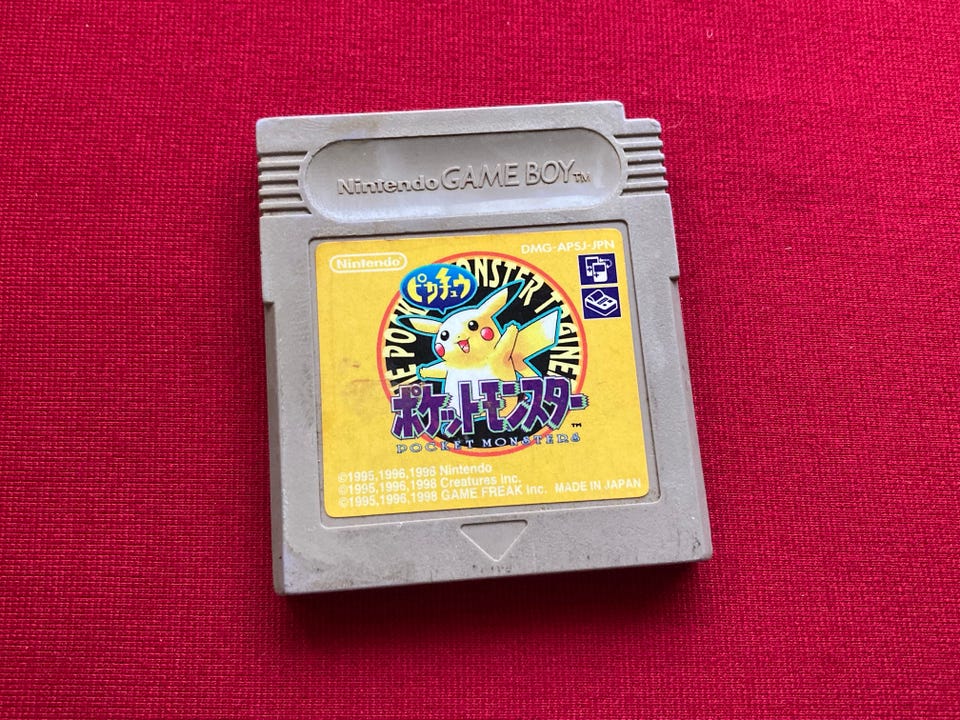 Nintendo GAME BOY TM
DMG-APSJ-JPN
Nintendo
ピカチュウ
MONSTER TRAINER
ポケットモンスター
TM
POCKET MONSTERS
©1995,1996,1998 Nintendo
©1995,1996,1998 Creatures inc.
©1995,1996,1998 GAME FREAK inc. MADE IN JAPAN